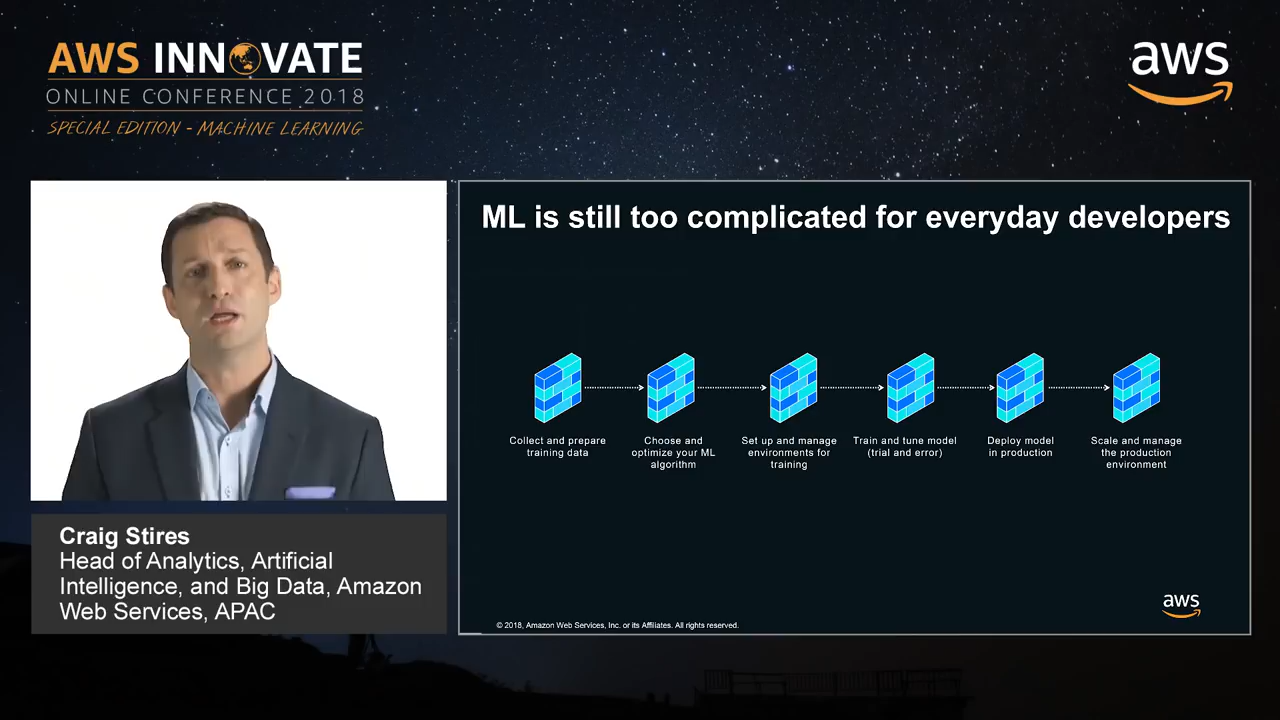 AWS INNOVATE
ONLINE CONFERENCE 2018
SPECIAL EDITION - MACHINE LEARNING
aws
ML is still too complicated for everyday developers
Collect and prepare
training data
Choose and
optimize your ML
algorithm
Set up and manage
environments for
training
Train and tune model
(trial and error)
Deploy model
in production
Scale and manage
the production
environment
aws
© 2018, Amazon Web Services, Inc. or its Affiliates. All rights reserved.
Craig Stires
Head of Analytics, Artificial
Intelligence, and Big Data, Amazon
Web Services, APAC